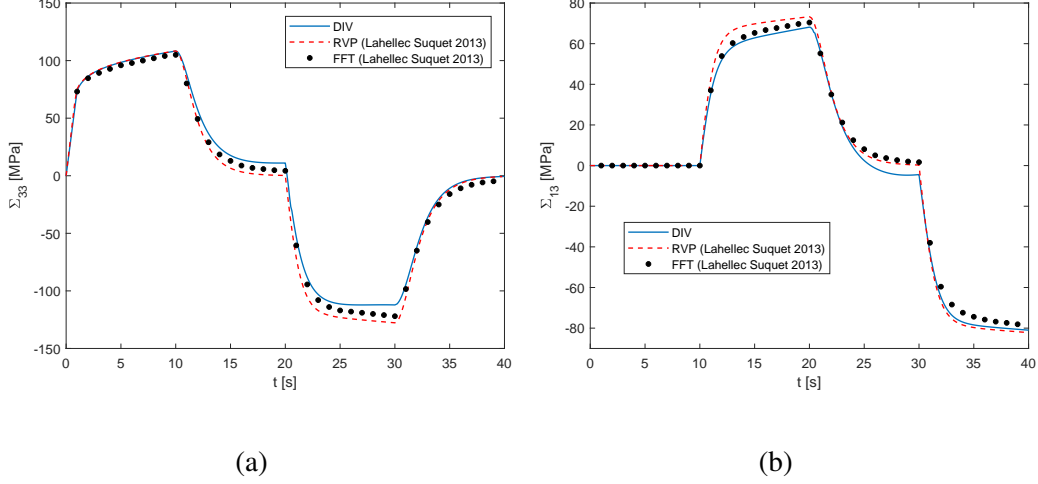 150
100
50
0
-50
-100
-150
0 5 10 15 20 25 30 35 40
t [s]
Σ33 [MPa]
DIV
RVP (Lahellec Suquet 2013)
FFT (Lahellec Suquet 2013)
(a)
80
60
40
20
0
-20
-40
-60
-80
0 5 10 15 20 25 30 35 40
t [s]
Σ13 [MPa]
DIV
RVP (Lahellec Suquet 2013)
FFT (Lahellec Suquet 2013)
(b)